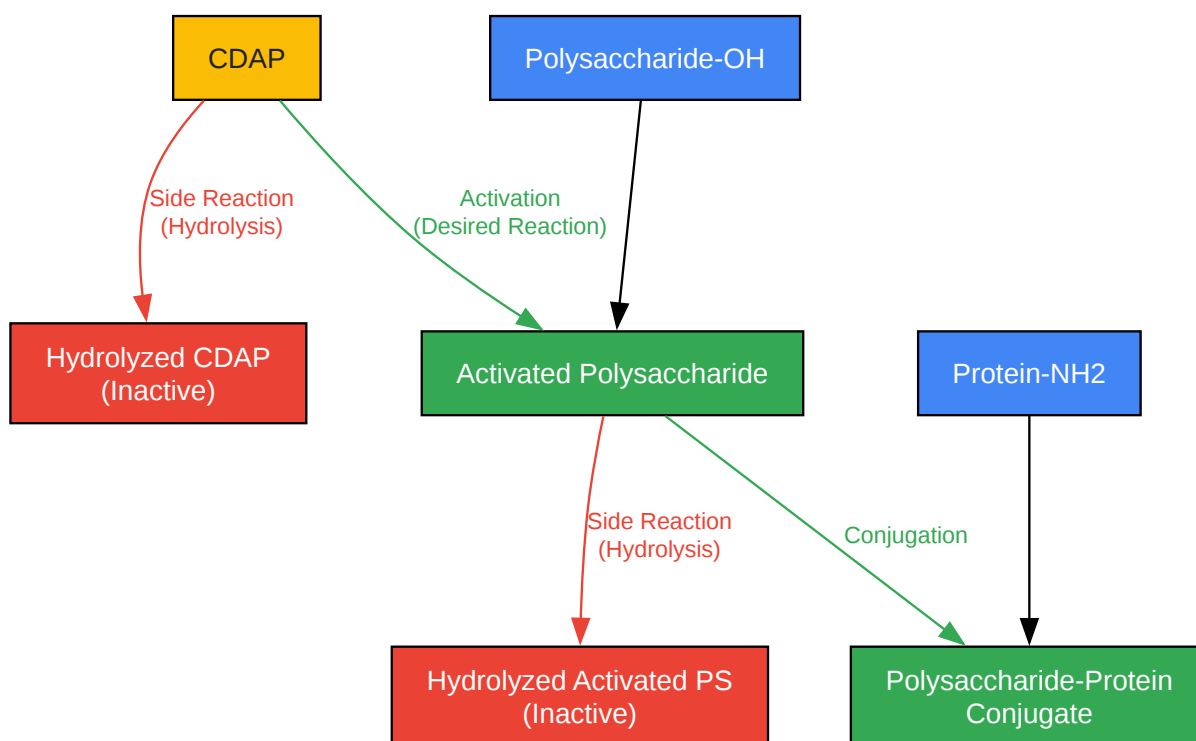 CDAP
Polysaccharide-OH
Side Reaction
(Hydrolysis)
Activation
(Desired Reaction)
Hydrolyzed CDAP
(Inactive)
Activated Polysaccharide
Protein-NH2
Side Reaction
(Hydrolysis)
Conjugation
Hydrolyzed Activated PS
(Inactive)
Polysaccharide-Protein
Conjugate